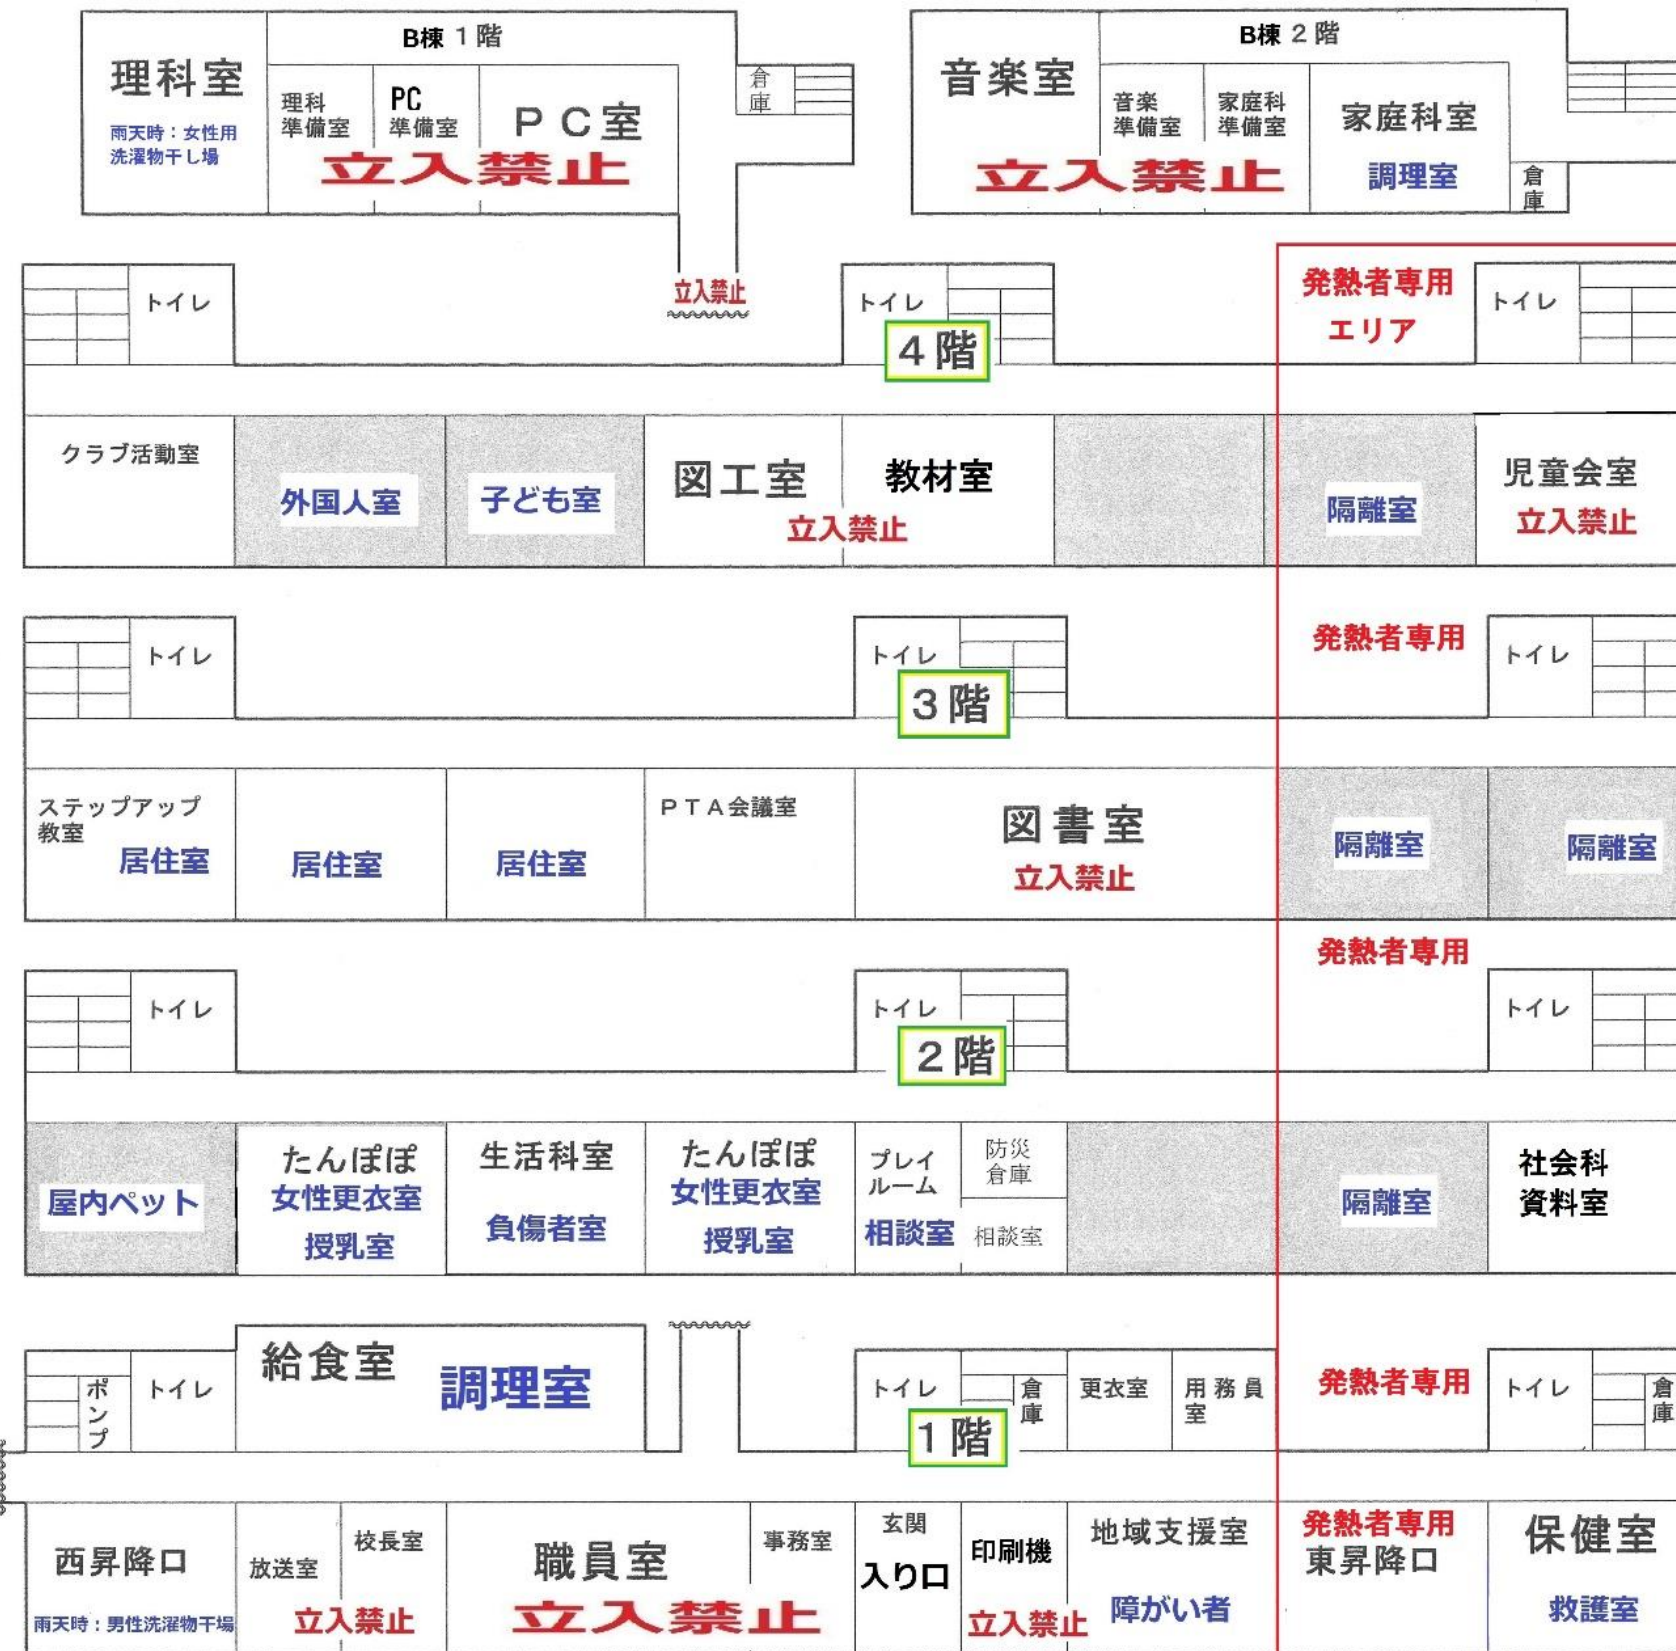 B棟 1階
理科室
雨天時：女性用
洗濯物干し場
理科
準備室
PC
準備室
ＰＣ室
立入禁止
倉
庫
B棟 2階
音楽室
音楽
準備室
家庭科
準備室
家庭科室
調理室
立入禁止
倉
庫
トイレ
立入禁止
トイレ
4階
発熱者専用
エリア
トイレ
クラブ活動室
外国人室
子ども室
図工室
教材室
立入禁止
隔離室
児童会室
立入禁止
トイレ
トイレ
3階
発熱者専用
トイレ
ステップアップ
教室
居住室
居住室
居住室
ＰＴＡ会議室
図書室
立入禁止
隔離室
隔離室
発熱者専用
トイレ
トイレ
2階
トイレ
屋内ペット
たんぽぽ
女性更衣室
授乳室
生活科室
負傷者室
たんぽぽ
女性更衣室
授乳室
プレイ
ルーム
相談室
防災
倉庫
相談室
隔離室
社会科
資料室
ポンプ
トイレ
給食室
調理室
トイレ
倉
庫
1階
更衣室
用務員
室
発熱者専用
トイレ
倉
庫
西昇降口
雨天時：男性洗濯物干場
放送室
校長室
立入禁止
職員室
事務室
立入禁止
玄関
入り口
印刷機
立入禁止
地域支援室
障がい者
発熱者専用
東昇降口
保健室
救護室